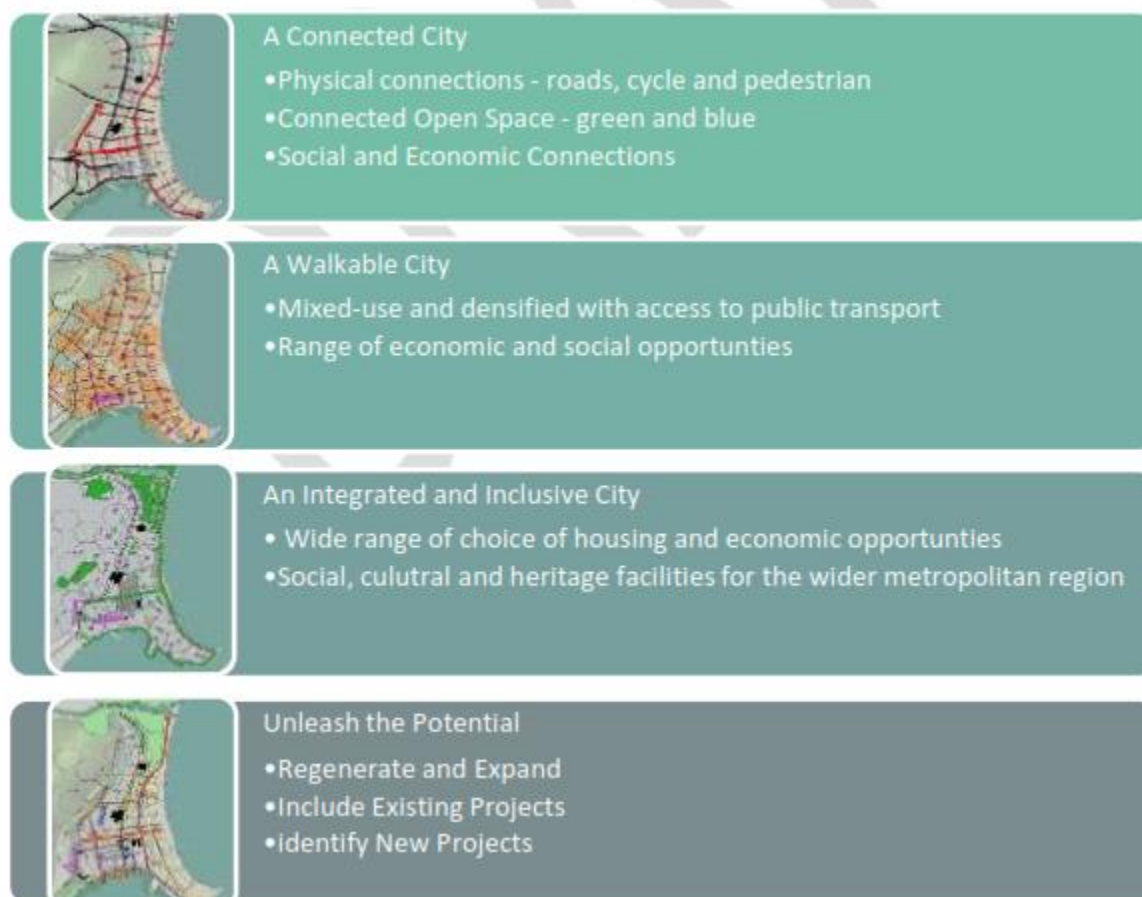 A Connected City
•Physical connections - roads, cycle and pedestrian
•Connected Open Space - green and blue
•Social and Economic Connections
A Walkable City
•Mixed-use and densified with access to public transport
•Range of economic and social opportunties
An Integrated and Inclusive City
• Wide range of choice of housing and economic opportunties
•Social, culutral and heritage facilities for the wider metropolitan region
Unleash the Potential
•Regenerate and Expand
•Include Existing Projects
•identify New Projects